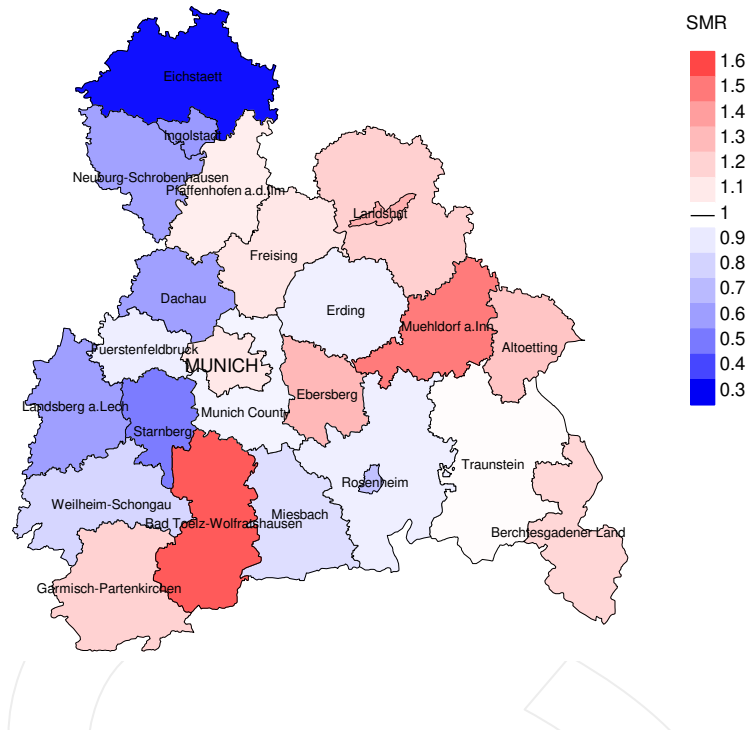 SMR
1.6
1.5
1.4
1.3
1.2
1.1
1
0.9
0.8
0.7
0.6
0.5
0.4
0.3
Eichstaett
Ingolstadt
Neuburg-Schrobenhausen
Pfaffenhofen a.d.Ilm
Landshut
Freising
Dachau
Erding
Muehldorf a.Inn
Altoetting
Fuerstenfeldbruck
MUNICH
Ebersberg
Landsberg a.Lech
Munich County
Starnberg
Traunstein
Rosenheim
Miesbach
Weilheim-Schongau
Bad Toelz-Wolfratshausen
Berchtesgadener Land
Garmisch-Partenkirchen